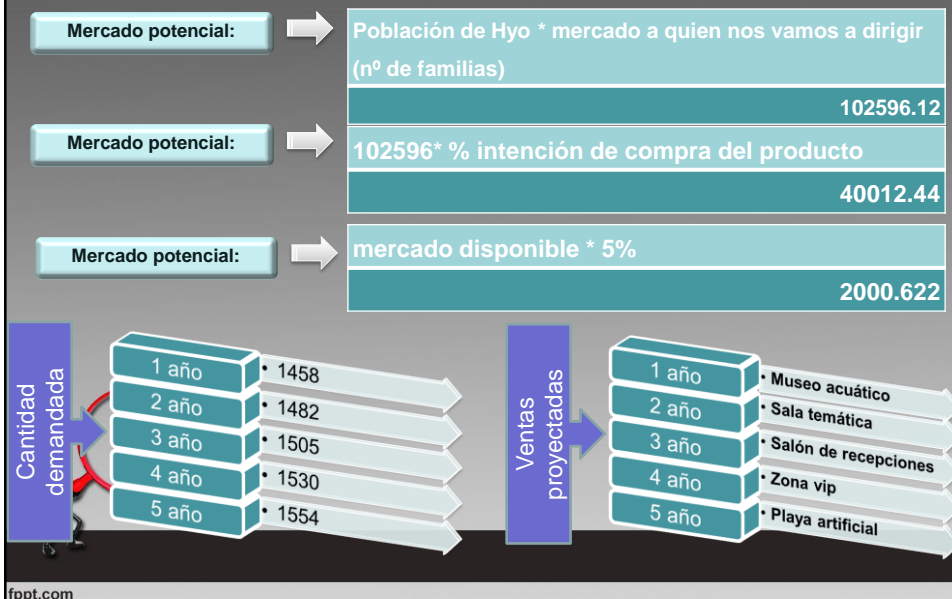 Mercado potencial:
Población de Hyo * mercado a quien nos vamos a dirigir
(nº de familias)
102596.12
Mercado potencial:
102596* % intención de compra del producto
40012.44
Mercado potencial:
mercado disponible * 5%
2000.622
Cantidad
demandada
1 año
• 1458
2 año
• 1482
3 año
• 1505
4 año
• 1530
5 año
• 1554
Ventas
proyectadas
1 año
• Museo acuático
2 año
• Sala temática
3 año
• Salón de recepciones
4 año
• Zona vip
5 año
• Playa artificial
fppt.com